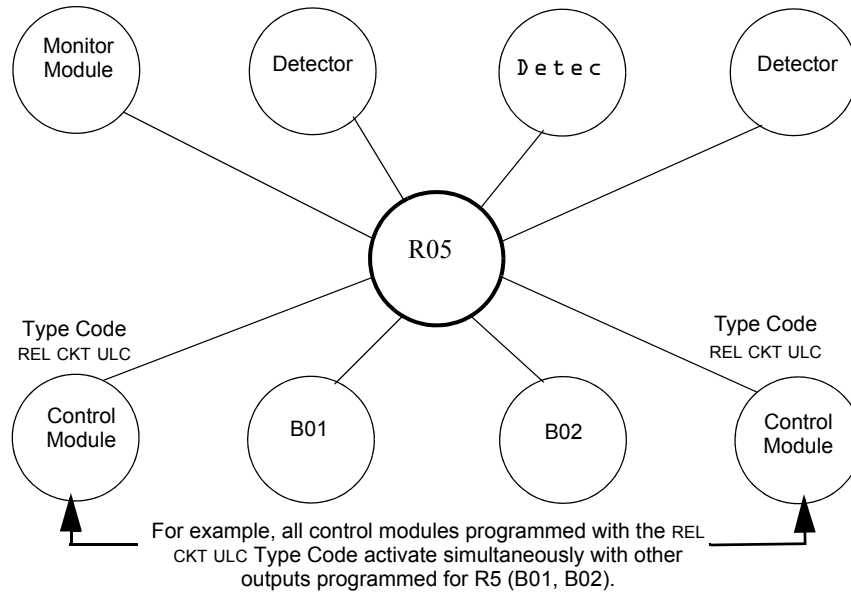 Monitor
Module
Detector
Detec
Detector
R05
Type Code
REL CKT ULC
Type Code
REL CKT ULC
Control
Module
B01
B02
Control
Module
For example, all control modules programmed with the REL
CKT ULC Type Code activate simultaneously with other
outputs programmed for R5 (B01, B02).